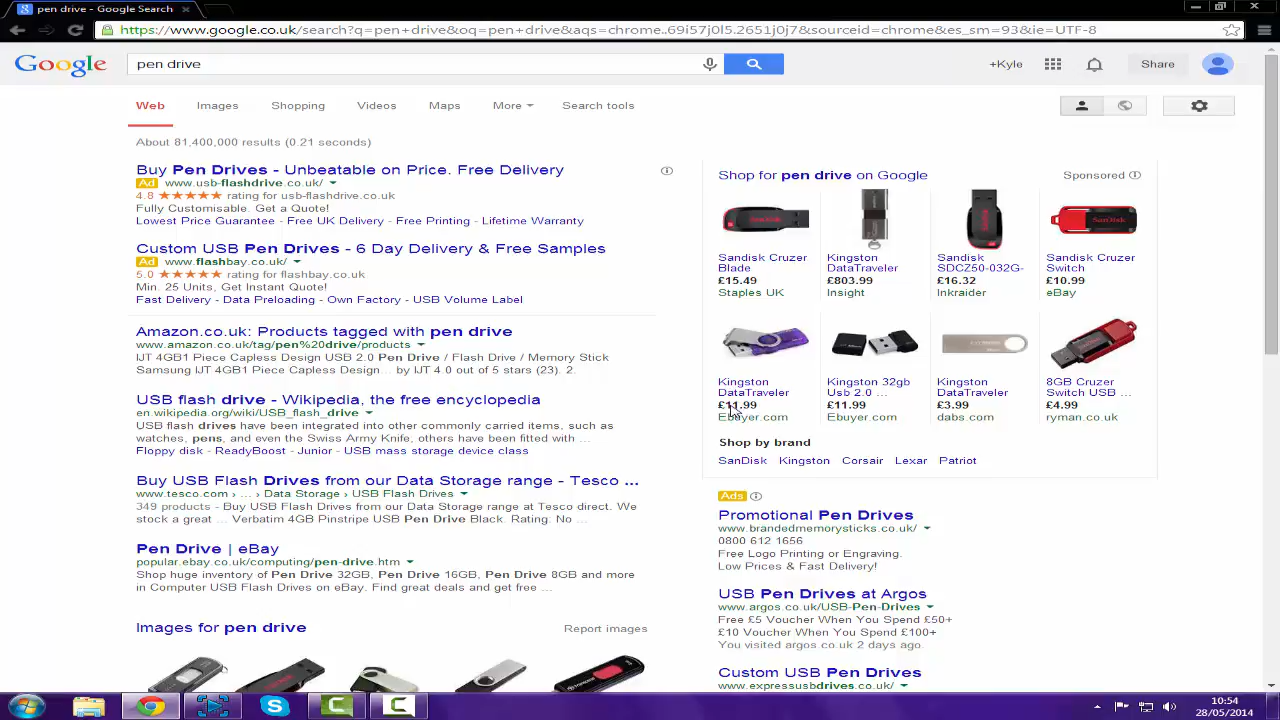 pen drive - Google Search
https://www.google.co.uk/search?q=pen+drive&oq=pen+drive&aqs=chrome..69i57j0l5.2651j0j7&sourceid=chrome&es_sm=93&ie=UTF-8
Google
pen drive
+Kyle
Share
Web Images Shopping Videos Maps More Search tools
About 81,400,000 results (0.21 seconds)
Buy Pen Drives - Unbeatable on Price. Free Delivery
Ad www.usb-flashdrive.co.uk/
4.8 ★★★★★ rating for usb-flashdrive.co.uk
Fully Customisable. Get a Quote!
Lowest Price Guarantee - Free UK Delivery - Free Printing - Lifetime Warranty
Custom USB Pen Drives - 6 Day Delivery & Free Samples
Ad www.flashbay.co.uk/
5.0 ★★★★★ rating for flashbay.co.uk
Min. 25 Units, Get Instant Quote!
Fast Delivery - Data Preloading - Own Factory - USB Volume Label
Amazon.co.uk: Products tagged with pen drive
www.amazon.co.uk/tag/pen%20drive/products
IJT 4GB1 Piece Capless Design USB 2.0 Pen Drive / Flash Drive / Memory Stick
Samsung IJT 4GB1 Piece Capless Design... by IJT 4.0 out of 5 stars (23). 2.
USB flash drive - Wikipedia, the free encyclopedia
en.wikipedia.org/wiki/USB_flash_drive
USB flash drives have been integrated into other commonly carried items, such as
watches, pens, and even the Swiss Army Knife, others have been fitted with ...
Floppy disk - ReadyBoost - Junior - USB mass storage device class
Buy USB Flash Drives from our Data Storage range - Tesco ...
www.tesco.com › ... › Data Storage › USB Flash Drives
349 products - Buy USB Flash Drives from our Data Storage range at Tesco direct. We
stock a great ... Verbatim 4GB Pinstripe USB Pen Drive Black. Rating: No ...
Pen Drive | eBay
popular.ebay.co.uk/computing/pen-drive.htm
Shop huge inventory of Pen Drive 32GB, Pen Drive 16GB, Pen Drive 8GB and more
in Computer USB Flash Drives on eBay. Find great deals and get free ...
Images for pen drive
Report images
Shop for pen drive on Google
Sponsored
Sandisk Cruzer Blade
£15.49
Staples UK
Kingston DataTraveler
£803.99
Insight
Sandisk SDCZ50-032G-
£16.32
Inkraider
Sandisk Cruzer Switch
£10.99
eBay
Kingston DataTraveler
£11.99
Ebuyer.com
Kingston 32gb Usb 2.0 ...
£11.99
Ebuyer.com
Kingston DataTraveler
£3.99
dabs.com
8GB Cruzer Switch USB ...
£4.99
ryman.co.uk
Shop by brand
SanDisk Kingston Corsair Lexar Patriot
Ads
Promotional Pen Drives
www.brandedmemorysticks.co.uk/
0800 612 1656
Free Logo Printing or Engraving.
Low Prices & Fast Delivery!
USB Pen Drives at Argos
www.argos.co.uk/USB-Pen-Drives
Free £5 Voucher When You Spend £50+
£10 Voucher When You Spend £100+
You visited argos.co.uk 2 days ago.
Custom USB Pen Drives
www.expressusbdrives.co.uk/
10:54
28/05/2014